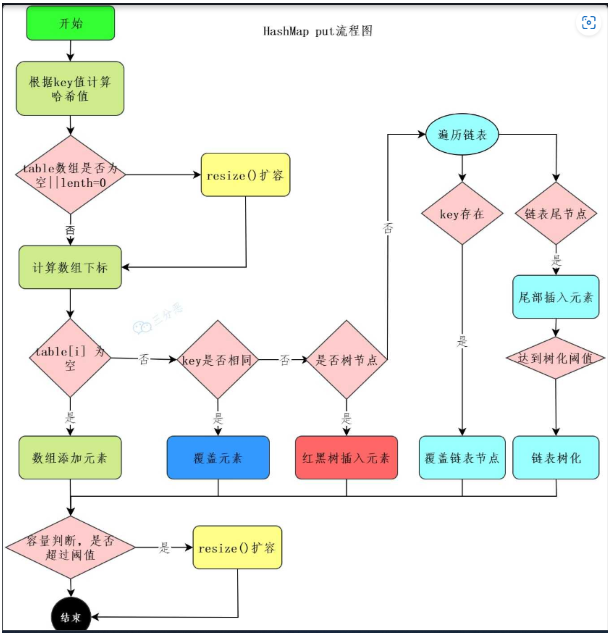 HashMap put流程图
开始
根据key值计算
哈希值
table数组是否为
空||lenth=0
resize()扩容
否
计算数组下标
table[i] 为
空
否
key是否相同
否
是否树节点
否
遍历链表
key存在
链表尾节点
是
尾部插入元素
达到树化阈值
是
是
是
是
数组添加元素
覆盖元素
红黑树插入元素
覆盖链表节点
链表树化
容量判断，是否
超过阈值
是
resize()扩容
结束
三分恶